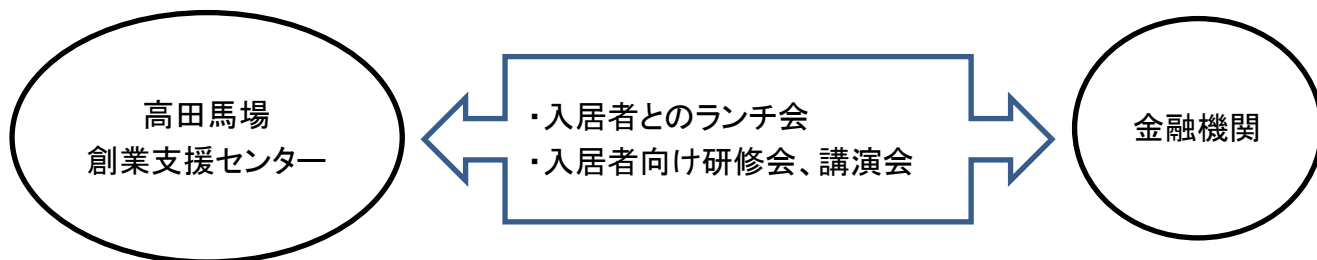 高田馬場
創業支援センター
・入居者とのランチ会
・入居者向け研修会、講演会
金融機関